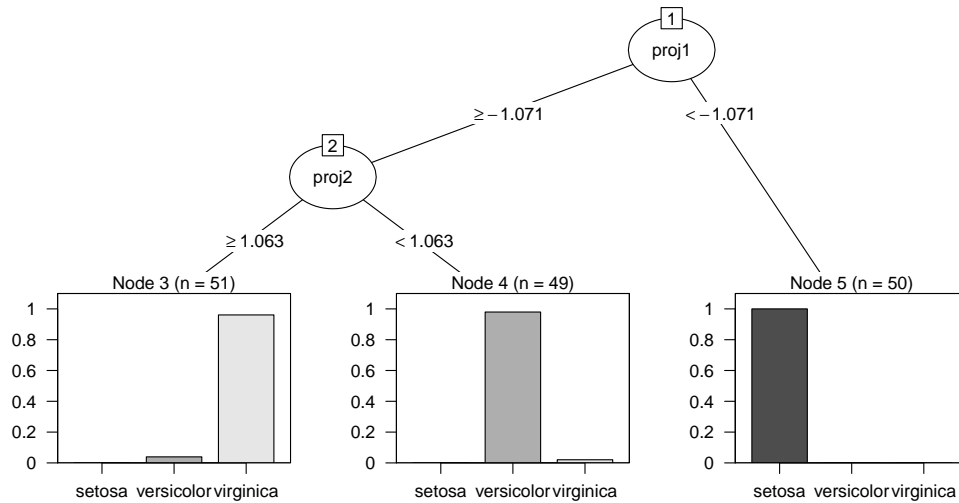 1
proj1
≥ − 1.071
< − 1.071
2
proj2
≥ 1.063
< 1.063
Node 3 (n = 51)
1
0.8
0.6
0.4
0.2
0
setosa versicolor virginica
Node 4 (n = 49)
1
0.8
0.6
0.4
0.2
0
setosa versicolor virginica
Node 5 (n = 50)
1
0.8
0.6
0.4
0.2
0
setosa versicolor virginica